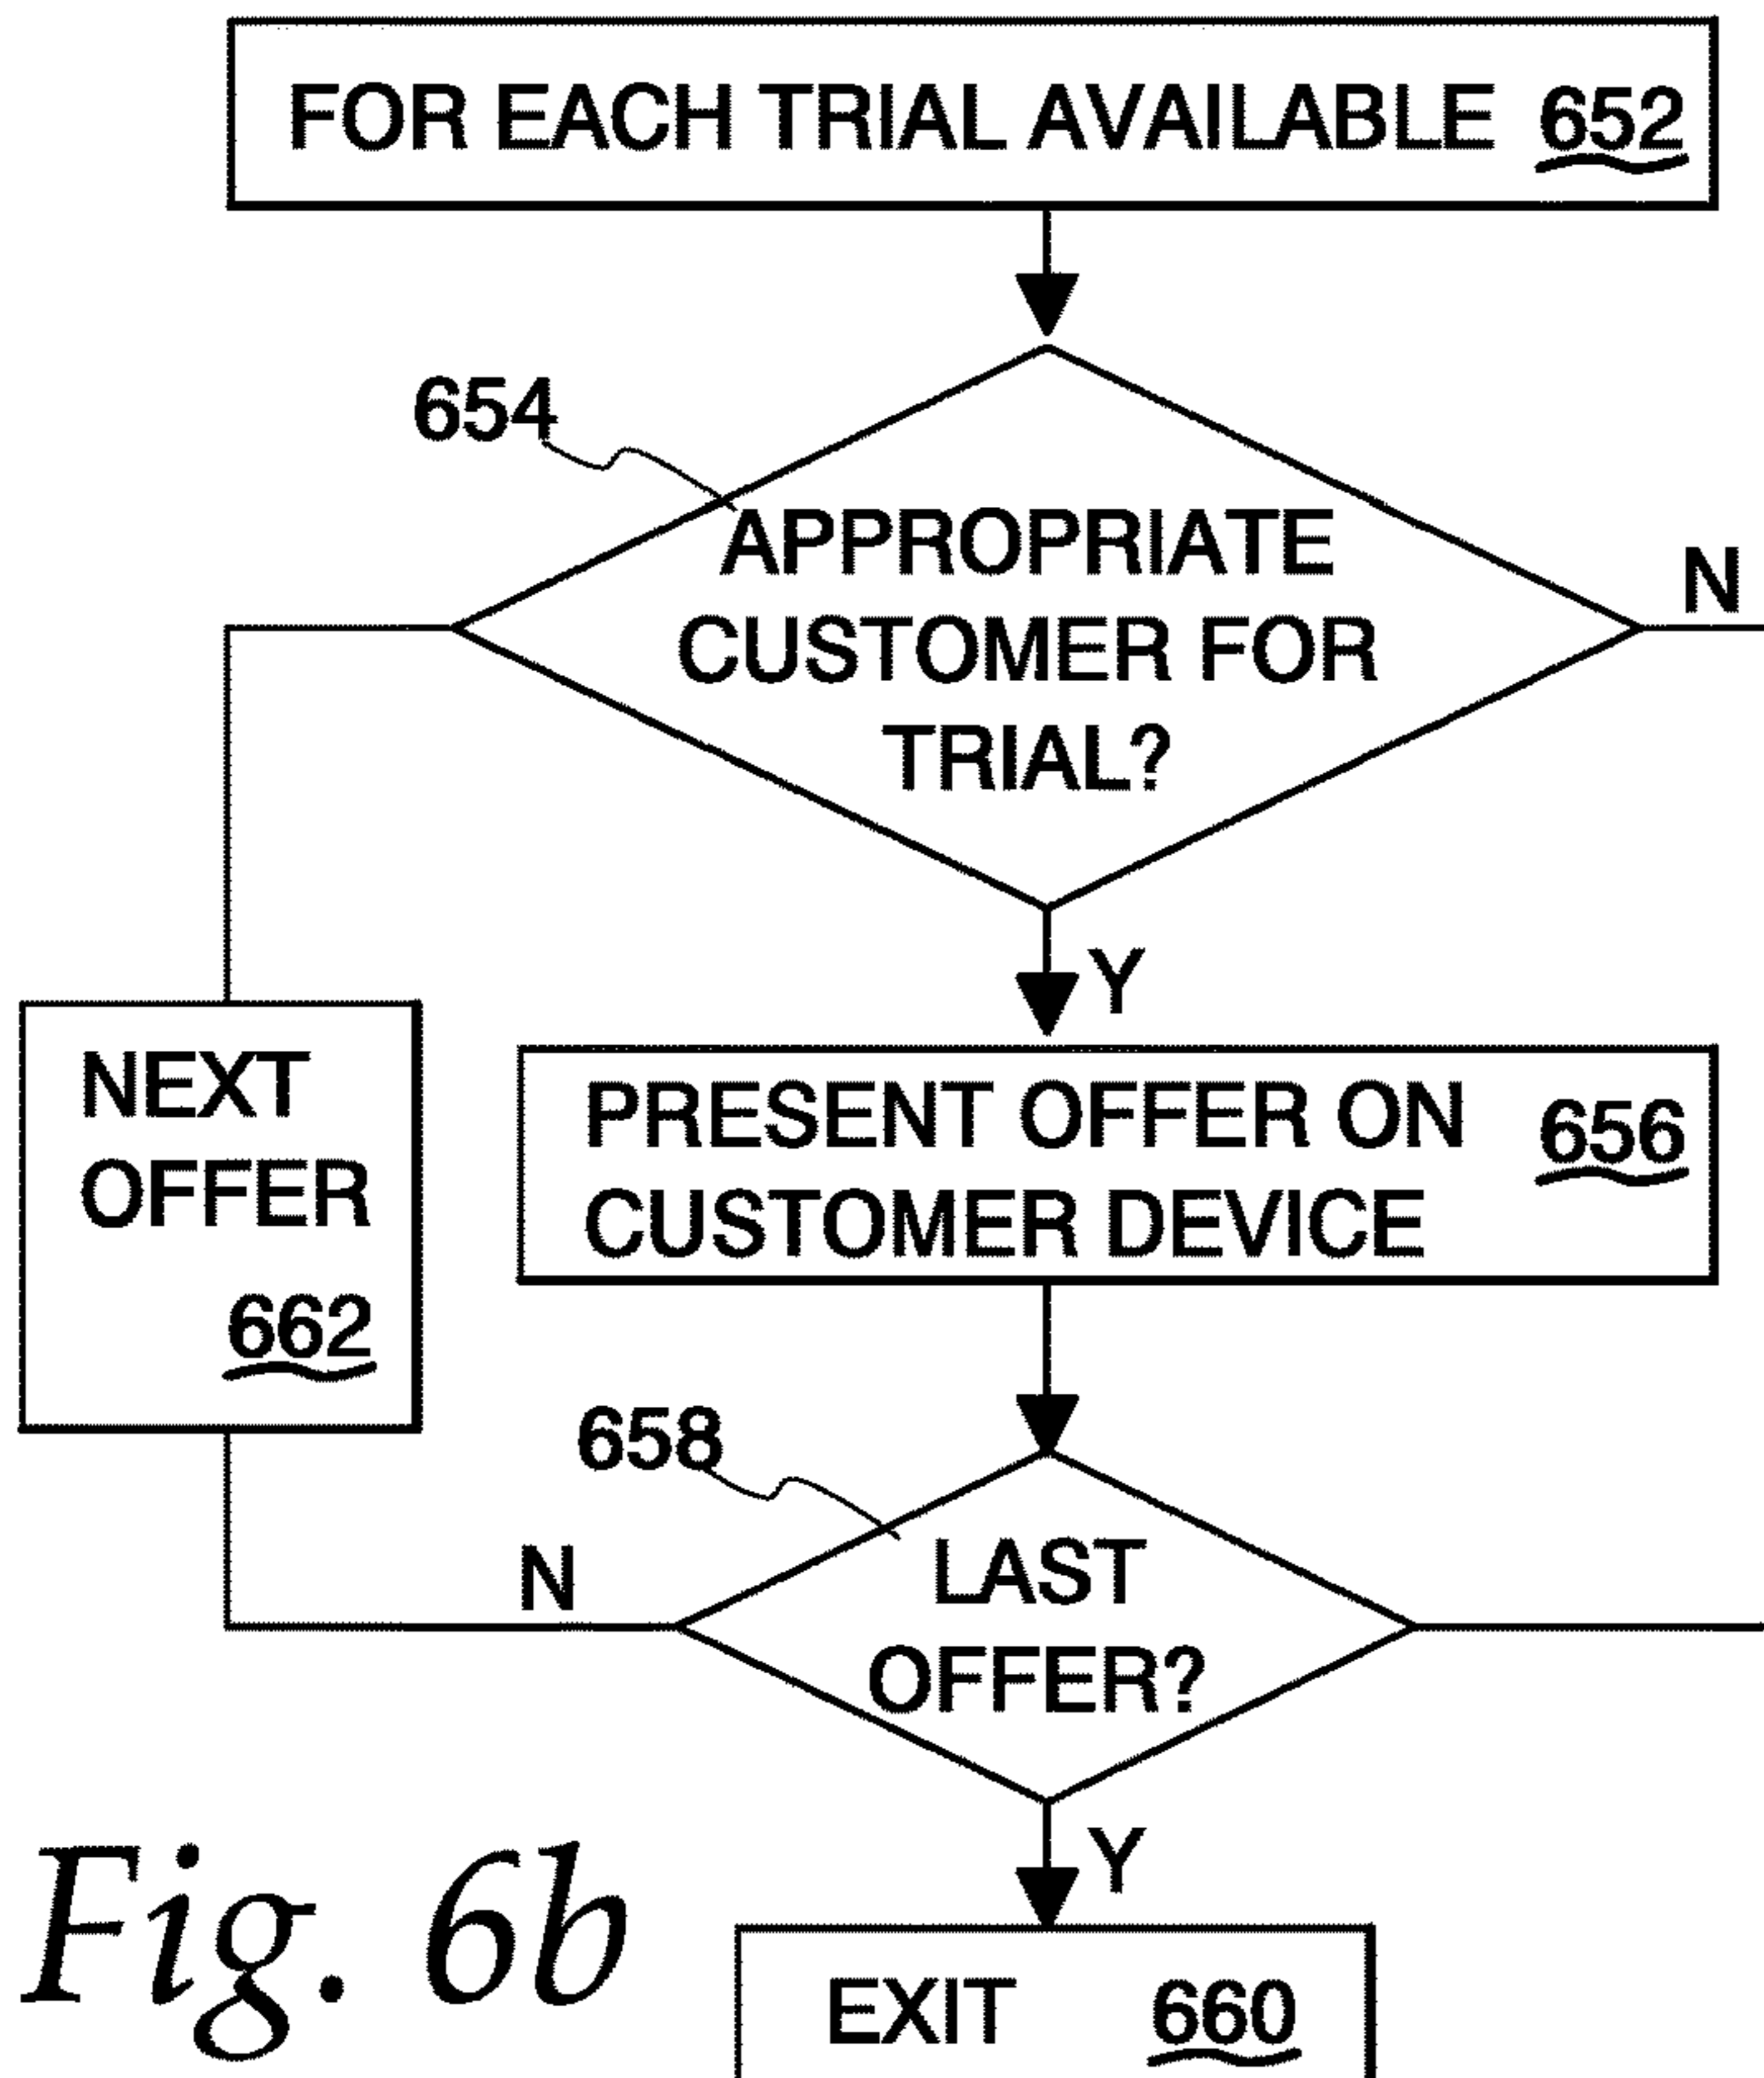 FOR EACH TRIAL AVAILABLE 652
654
APPROPRIATE
CUSTOMER FOR
TRIAL?
N
Y
NEXT
OFFER
662
PRESENT OFFER ON
CUSTOMER DEVICE
656
658
N
LAST
OFFER?
Y
EXIT 660
Fig. 6b